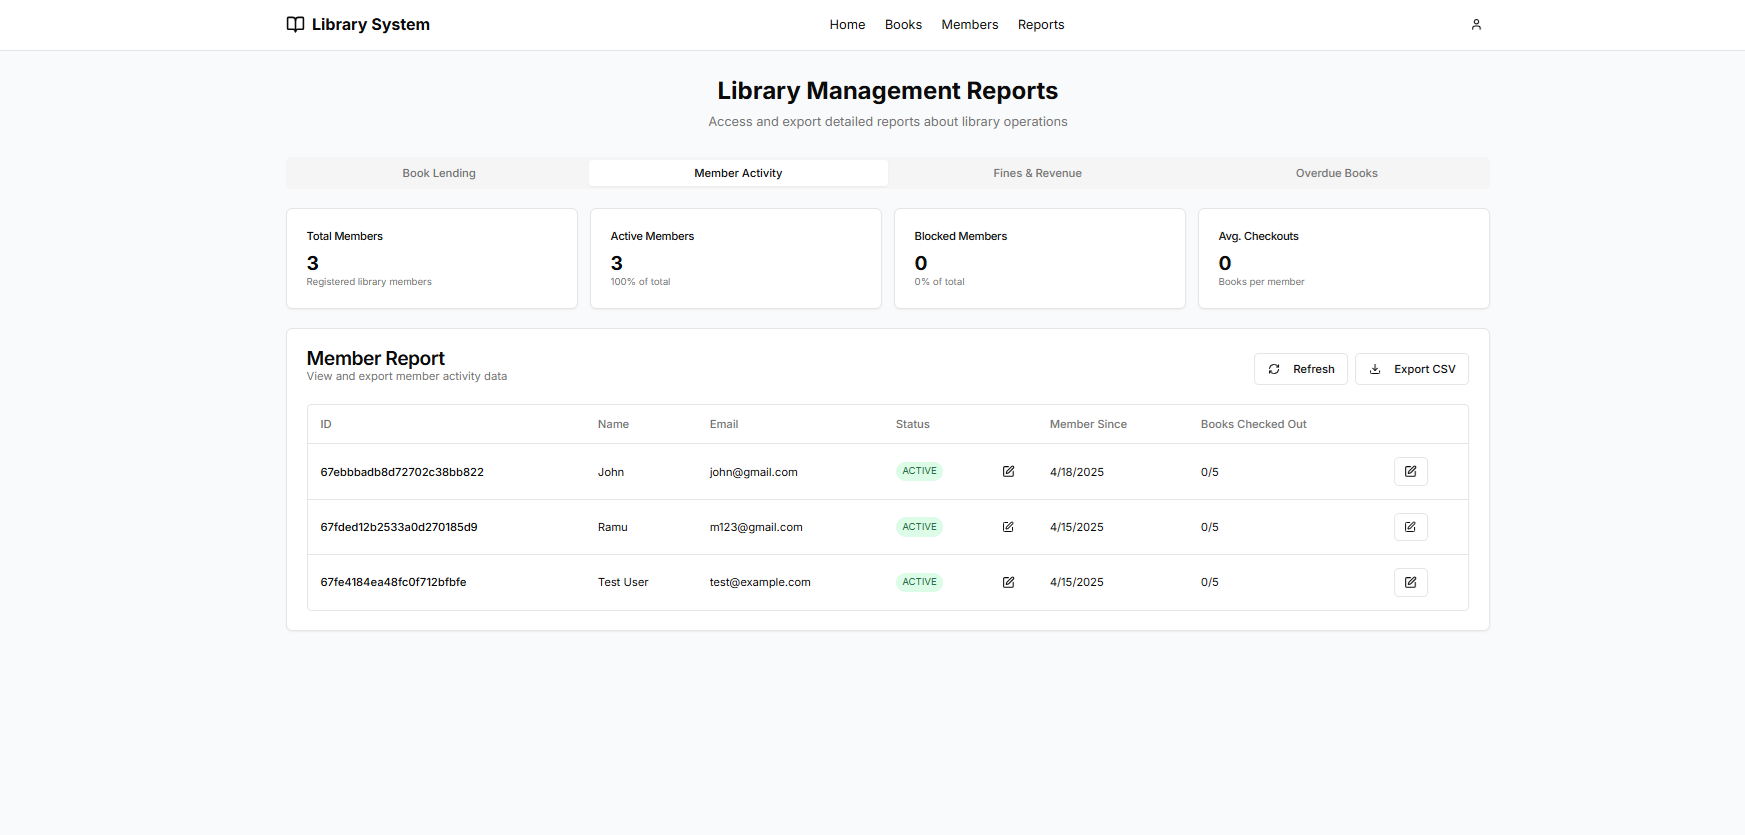 Library System
Home Books Members Reports
Library Management Reports
Access and export detailed reports about library operations
Book Lending Member Activity Fines & Revenue Overdue Books
Total Members Active Members Blocked Members Avg. Checkouts
3 3 0 0
Registered library members 100% of total 0% of total Books per member
Member Report
View and export member activity data
Refresh Export CSV
ID Name Email Status Member Since Books Checked Out
67ebbbadb8d72702c38bb822 John john@gmail.com ACTIVE 4/18/2025 0/5
67fded12b2533a0d270185d9 Ramu m123@gmail.com ACTIVE 4/15/2025 0/5
67fe4184ea48fc0f712bfbfe Test User test@example.com ACTIVE 4/15/2025 0/5